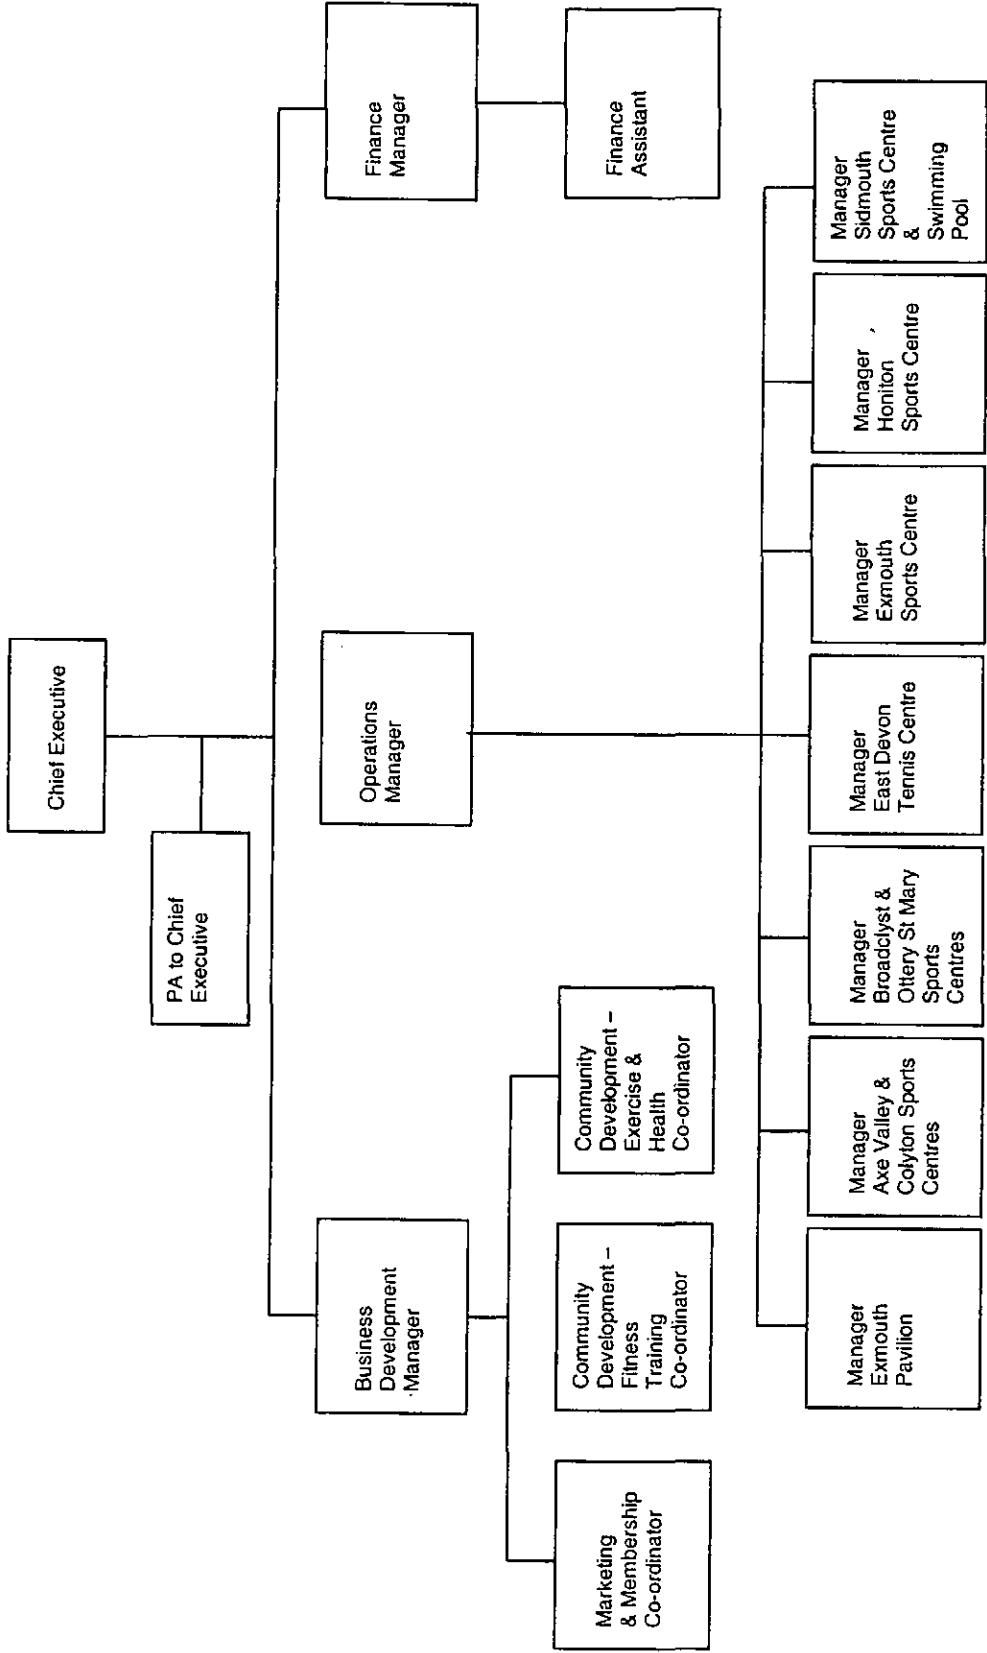 Chief Executive
PA to Chief
Executive
Business
Development
Manager
Operations
Manager
Finance
Manager
Marketing
& Membership
Co-ordinator
Community
Development –
Fitness
Training
Co-ordinator
Community
Development –
Exercise &
Health
Co-ordinator
Finance
Assistant
Manager
Exmouth
Pavilion
Manager
Axe Valley &
Colyton Sports
Centres
Manager
Broadclyst &
Ottery St Mary
Sports
Centres
Manager
East Devon
Tennis Centre
Manager
Exmouth
Sports Centre
Manager
Honiton
Sports Centre
Manager
Sidmouth
Sports Centre
&
Swimming
Pool